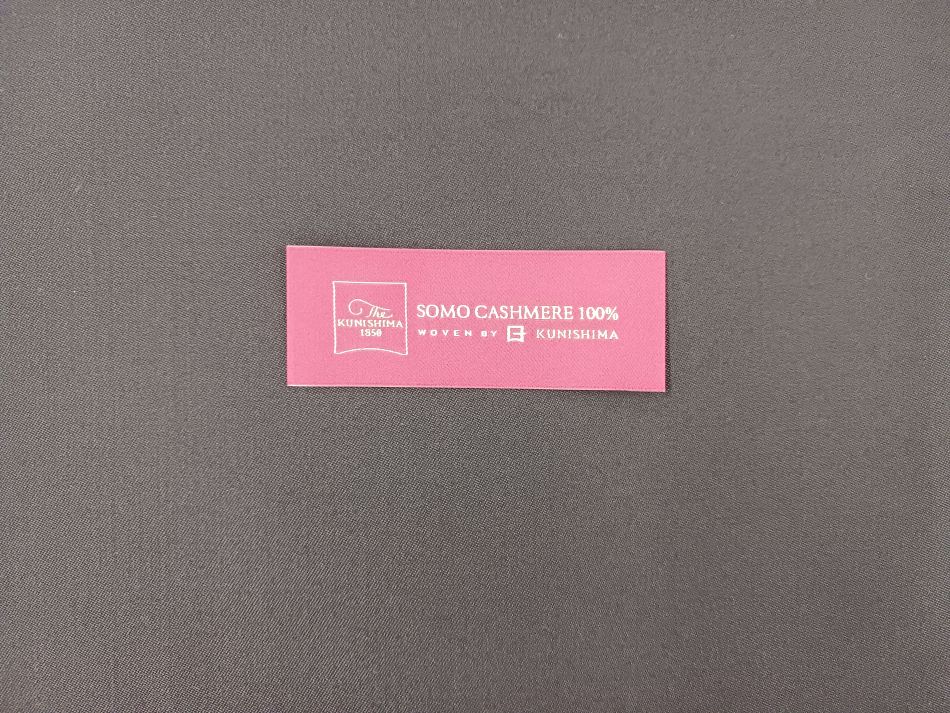 The
KUNISHIMA
1850
SOMO CASHMERE 100%
WOVEN BY KUNISHIMA